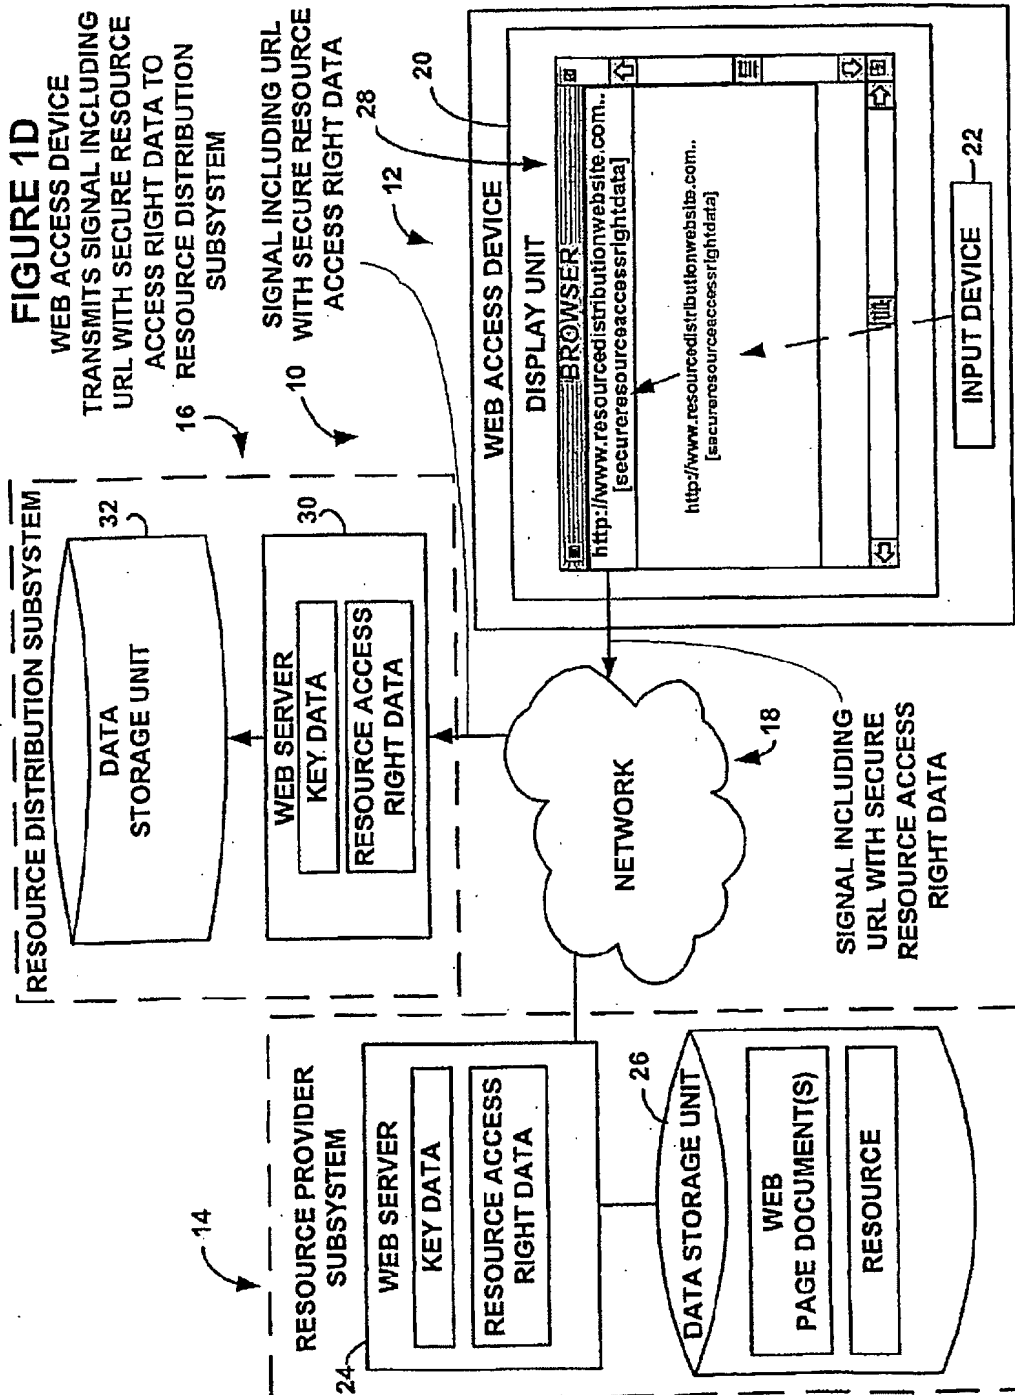 FIGURE 1D
WEB ACCESS DEVICE
TRANSMITS SIGNAL INCLUDING
URL WITH SECURE RESOURCE
ACCESS RIGHT DATA TO
RESOURCE DISTRIBUTION
SUBSYSTEM
16
10
SIGNAL INCLUDING URL
WITH SECURE RESOURCE
ACCESS RIGHT DATA
12
28
20
RESOURCE DISTRIBUTION SUBSYSTEM
32
DATA
STORAGE UNIT
30
WEB SERVER
KEY DATA
RESOURCE ACCESS
RIGHT DATA
WEB ACCESS DEVICE
DISPLAY UNIT
BROWSER
http://www.resourcedistributionwebsite.com..
[secureresourceaccessrightdata]
http://www.resourcedistributionwebsite.com..
[secureresourceaccessrightdata]
INPUT DEVICE
22
NETWORK
18
SIGNAL INCLUDING
URL WITH SECURE
RESOURCE ACCESS
RIGHT DATA
14
RESOURCE PROVIDER
SUBSYSTEM
24
WEB SERVER
KEY DATA
RESOURCE ACCESS
RIGHT DATA
26
DATA STORAGE UNIT
WEB
PAGE DOCUMENT(S)
RESOURCE